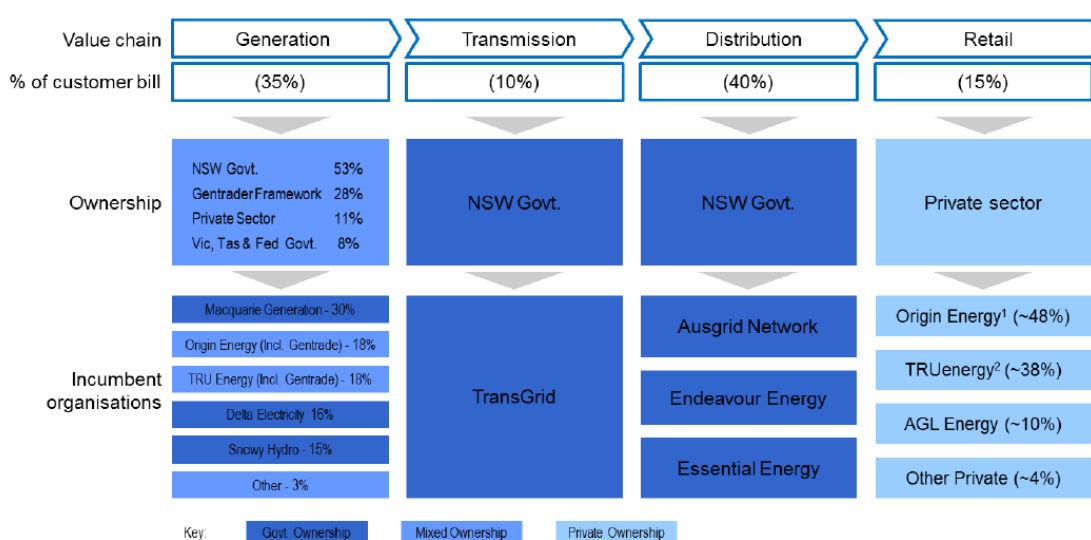 Value chain Generation Transmission Distribution Retail
% of customer bill (35%) (10%) (40%) (15%)
Ownership
NSW Govt. 53%
Gentrader Framework 28%
Private Sector 11%
Vic, Tas & Fed Govt. 8%
NSW Govt.
NSW Govt.
Private sector
Incumbent
organisations
Macquarie Generation - 30%
Origin Energy (Incl. Gentrade) - 18%
TRU Energy (Incl. Gentrade) - 18%
Delta Electricity 16%
Snowy Hydro - 15%
Other - 3%
TransGrid
Ausgrid Network
Endeavour Energy
Essential Energy
Origin Energy¹ (~48%)
TRUenergy² (~38%)
AGL Energy (~10%)
Other Private (~4%)
Key: Govt. Ownership Mixed Ownership Private Ownership